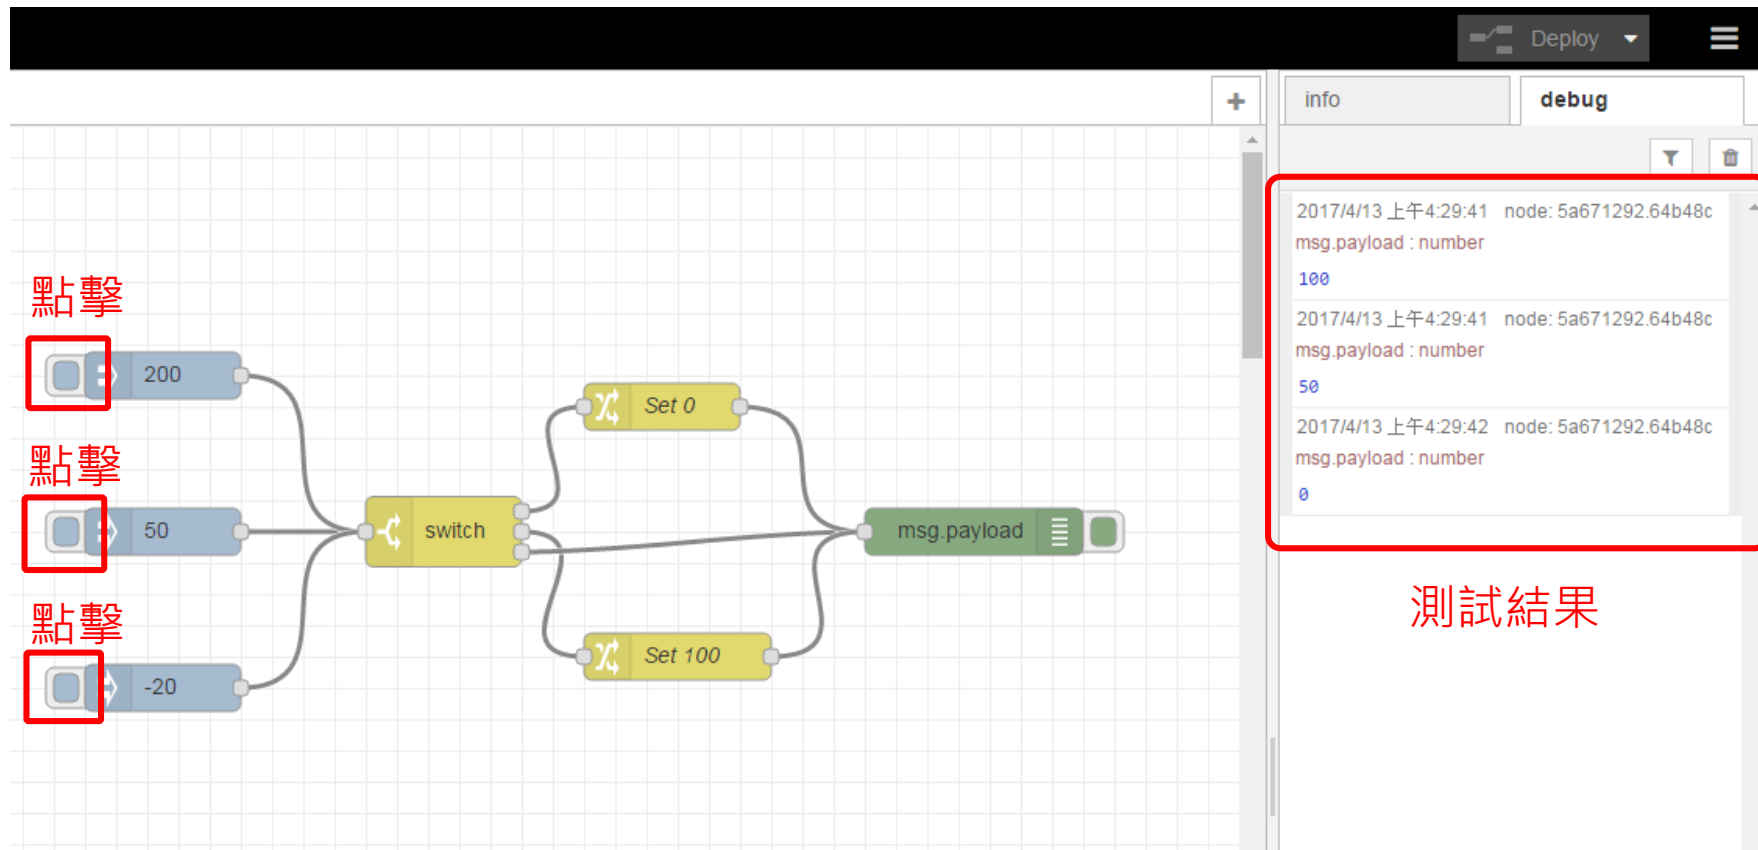 Deploy
info
debug
2017/4/13 上午4:29:41 node: 5a671292.64b48c
msg.payload : number
100
2017/4/13 上午4:29:41 node: 5a671292.64b48c
msg.payload : number
50
2017/4/13 上午4:29:42 node: 5a671292.64b48c
msg.payload : number
0
測試結果
點擊
200
點擊
50
點擊
-20
switch
Set 0
Set 100
msg.payload